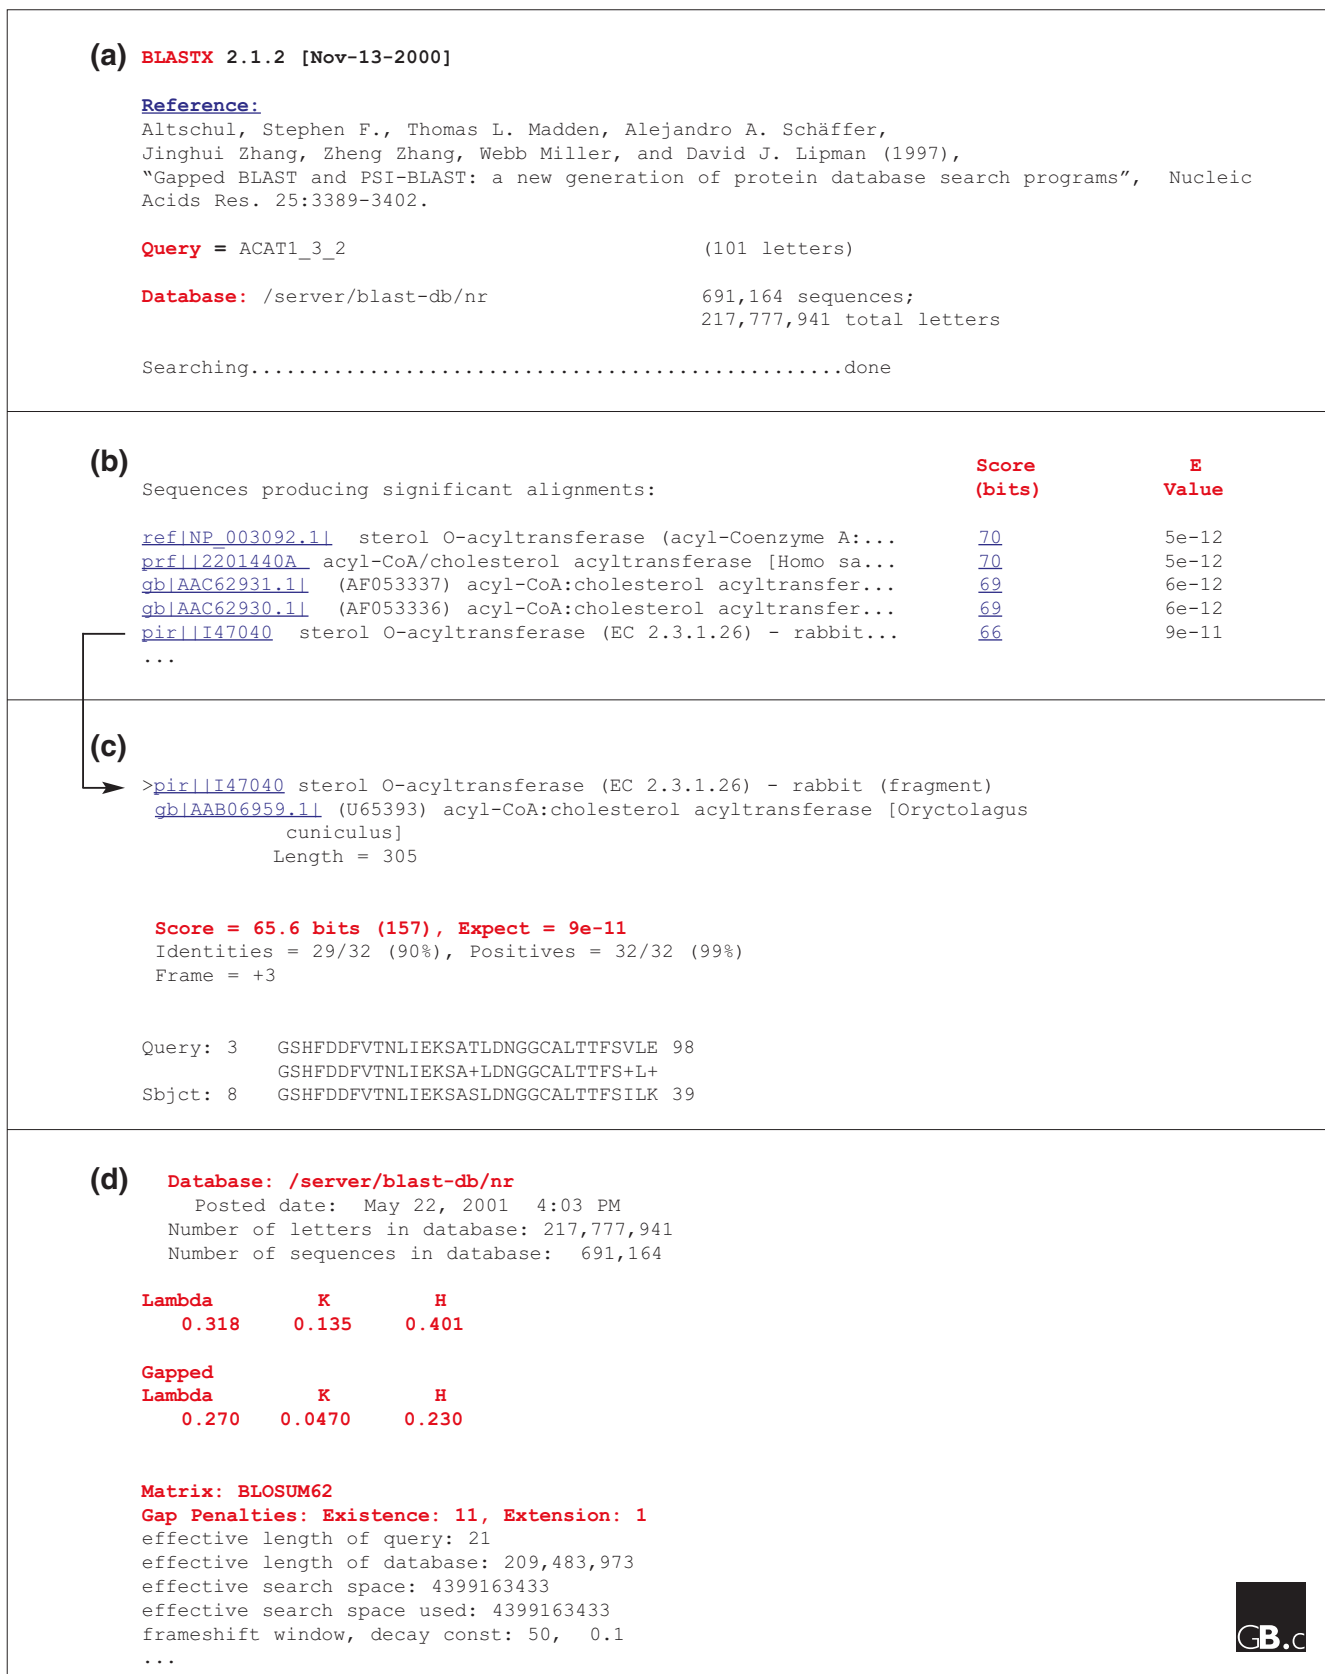 (a) BLASTX 2.1.2 [Nov-13-2000]
Reference:
Altschul, Stephen F., Thomas L. Madden, Alejandro A. Schäffer,
Jinghui Zhang, Zheng Zhang, Webb Miller, and David J. Lipman (1997),
“Gapped BLAST and PSI-BLAST: a new generation of protein database search programs”, Nucleic
Acids Res. 25:3389-3402.
Query = ACAT1_3_2 (101 letters)
Database: /server/blast-db/nr 691,164 sequences;
217,777,941 total letters
Searching..................................................done
(b) Score E
Sequences producing significant alignments: (bits) Value
ref|NP_003092.1| sterol O-acyltransferase (acyl-Coenzyme A:... 70 5e-12
prf||2201440A acyl-CoA/cholesterol acyltransferase [Homo sa... 70 5e-12
gb|AAC62931.1| (AF053337) acyl-CoA:cholesterol acyltransfer... 69 6e-12
gb|AAC62930.1| (AF053336) acyl-CoA:cholesterol acyltransfer... 69 6e-12
pir||I47040 sterol O-acyltransferase (EC 2.3.1.26) - rabbit... 66 9e-11
...
(c)
>pir||I47040 sterol O-acyltransferase (EC 2.3.1.26) - rabbit (fragment)
gb|AAB06959.1| (U65393) acyl-CoA:cholesterol acyltransferase [Oryctolagus
cuniculus]
Length = 305
Score = 65.6 bits (157), Expect = 9e-11
Identities = 29/32 (90%), Positives = 32/32 (99%)
Frame = +3
Query: 3 GSHFDDFVTNLIEKSATLDNGGCALTTFSVLE 98
GSHFDDFVTNLIEKSA+LDNGGCALTTFS+L+
Sbjct: 8 GSHFDDFVTNLIEKSASLDNGGCALTTFSILK 39
(d) Database: /server/blast-db/nr
Posted date: May 22, 2001 4:03 PM
Number of letters in database: 217,777,941
Number of sequences in database: 691,164
Lambda K H
0.318 0.135 0.401
Gapped
Lambda K H
0.270 0.0470 0.230
Matrix: BLOSUM62
Gap Penalties: Existence: 11, Extension: 1
effective length of query: 21
effective length of database: 209,483,973
effective search space: 4399163433
effective search space used: 4399163433
frameshift window, decay const: 50, 0.1
...
GB.c